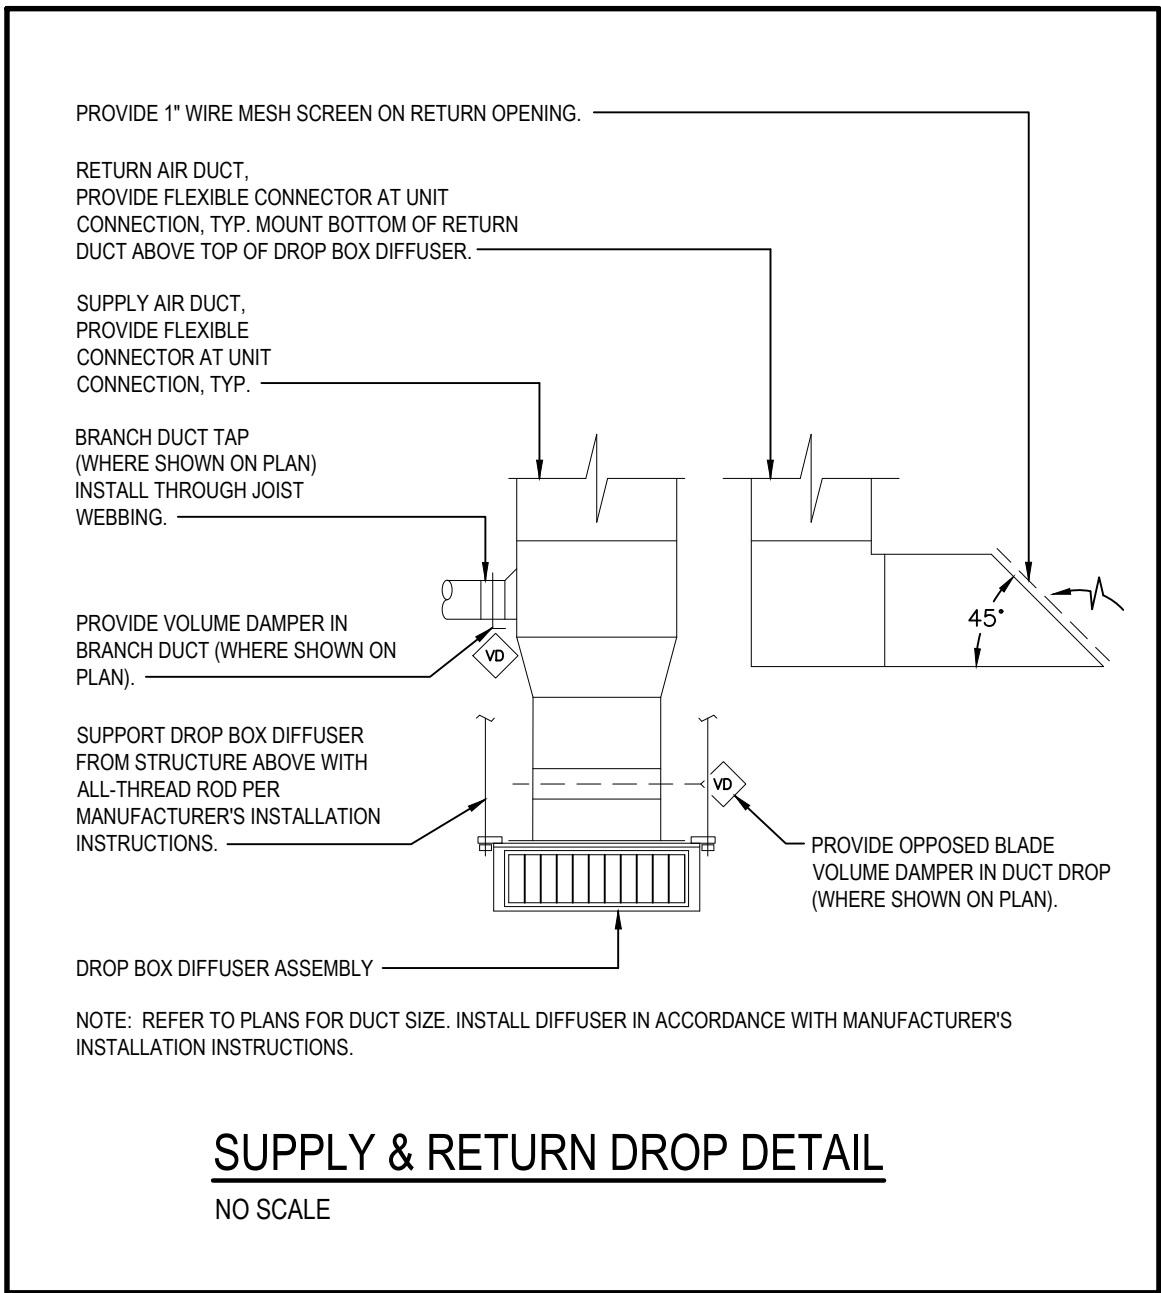 PROVIDE 1" WIRE MESH SCREEN ON RETURN OPENING.
RETURN AIR DUCT,
PROVIDE FLEXIBLE CONNECTOR AT UNIT
CONNECTION, TYP. MOUNT BOTTOM OF RETURN
DUCT ABOVE TOP OF DROP BOX DIFFUSER.
SUPPLY AIR DUCT,
PROVIDE FLEXIBLE
CONNECTOR AT UNIT
CONNECTION, TYP.
BRANCH DUCT TAP
(WHERE SHOWN ON PLAN)
INSTALL THROUGH JOIST
WEBBING.
45°
PROVIDE VOLUME DAMPER IN
BRANCH DUCT (WHERE SHOWN ON
PLAN).
VD
SUPPORT DROP BOX DIFFUSER
FROM STRUCTURE ABOVE WITH
ALL-THREAD ROD PER
MANUFACTURER'S INSTALLATION
INSTRUCTIONS.
VD
PROVIDE OPPOSED BLADE
VOLUME DAMPER IN DUCT DROP
(WHERE SHOWN ON PLAN).
DROP BOX DIFFUSER ASSEMBLY
NOTE: REFER TO PLANS FOR DUCT SIZE. INSTALL DIFFUSER IN ACCORDANCE WITH MANUFACTURER'S
INSTALLATION INSTRUCTIONS.
SUPPLY & RETURN DROP DETAIL
NO SCALE